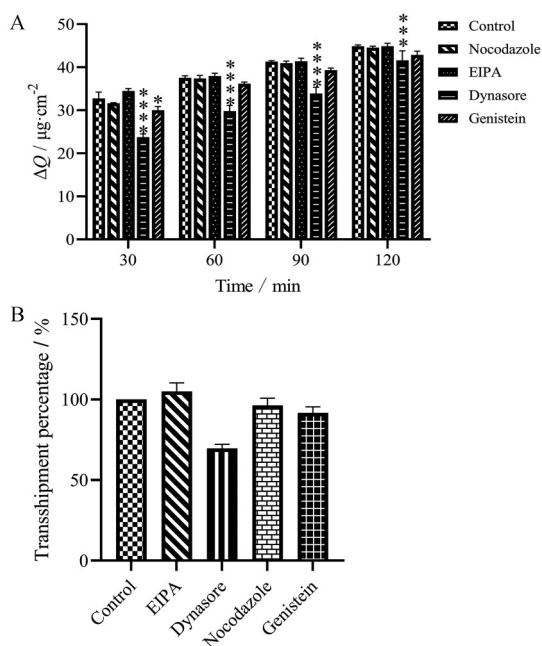 A
ΔQ / μg·cm⁻²
50
40
30
20
10
0
****
*
****
****
***
30
60
90
120
Time / min
Control
Nocodazole
EIPA
Dynasore
Genistein
B
Transshipment percentage / %
150
100
50
0
Control
EIPA
Dynasore
Nocodazole
Genistein